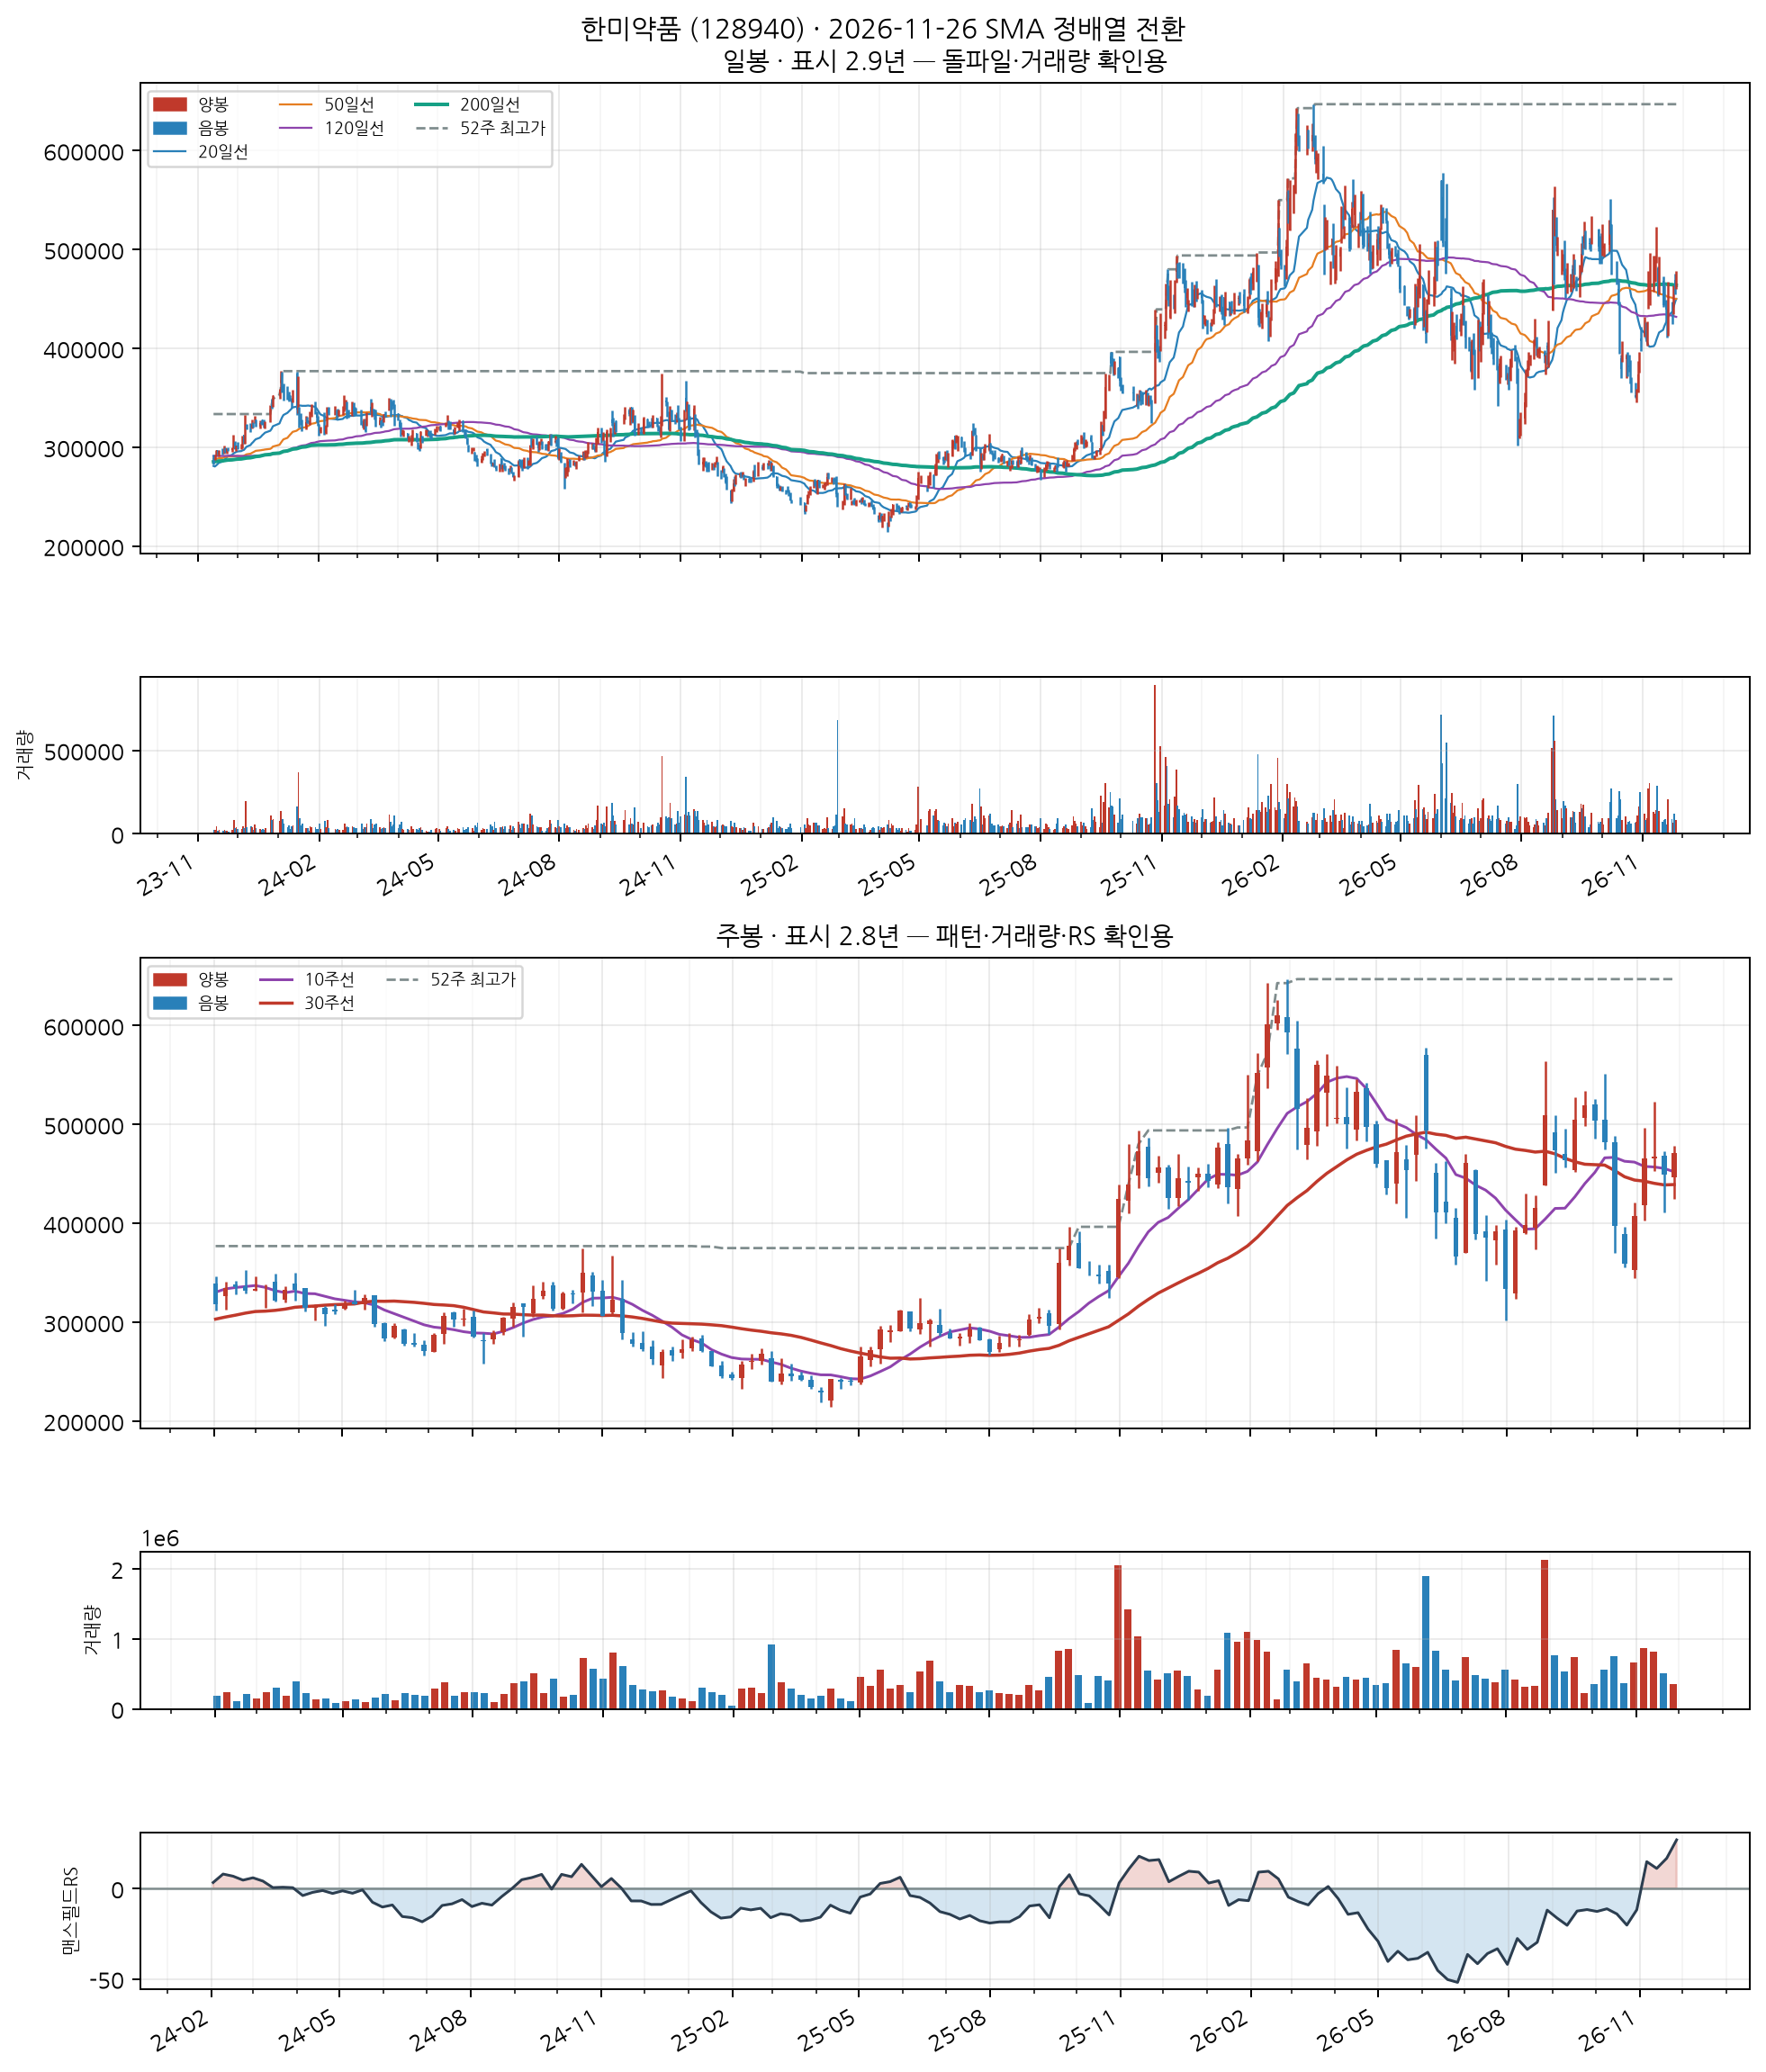 한미약품 (128940) · 2026-11-26 SMA 정배열 전환
일봉 · 표시 2.9년 — 돌파일·거래량 확인용
양봉 50일선 200일선
음봉 120일선 52주 최고가
20일선
600000
500000
400000
300000
200000
거래량
500000
0
23-11 24-02 24-05 24-08 24-11 25-02 25-05 25-08 25-11 26-02 26-05 26-08 26-11
주봉 · 표시 2.8년 — 패턴·거래량·RS 확인용
양봉 10주선 52주 최고가
음봉 30주선
600000
500000
400000
300000
200000
1e6
거래량
2
1
0
맨스필드RS
0
-50
24-02 24-05 24-08 24-11 25-02 25-05 25-08 25-11 26-02 26-05 26-08 26-11